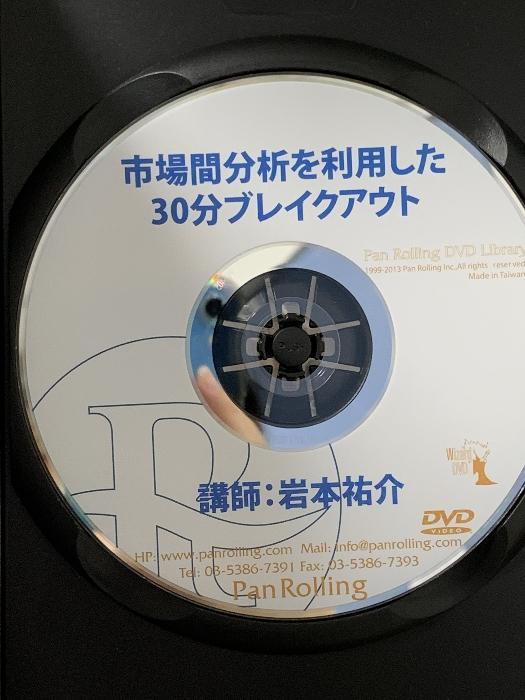 市場間分析を利用した
30分ブレイクアウト
Pan Rolling DVD Library
1999-2013 Pan Rolling Inc,All rights reserved
Made in Taiwan
Wizard
DVD
講師：岩本祐介
DVD
VIDEO
HP: www.panrolling.com Mail: info@panrolling.com
Tel: 03-5386-7391 Fax: 03-5386-7393
PanRolling